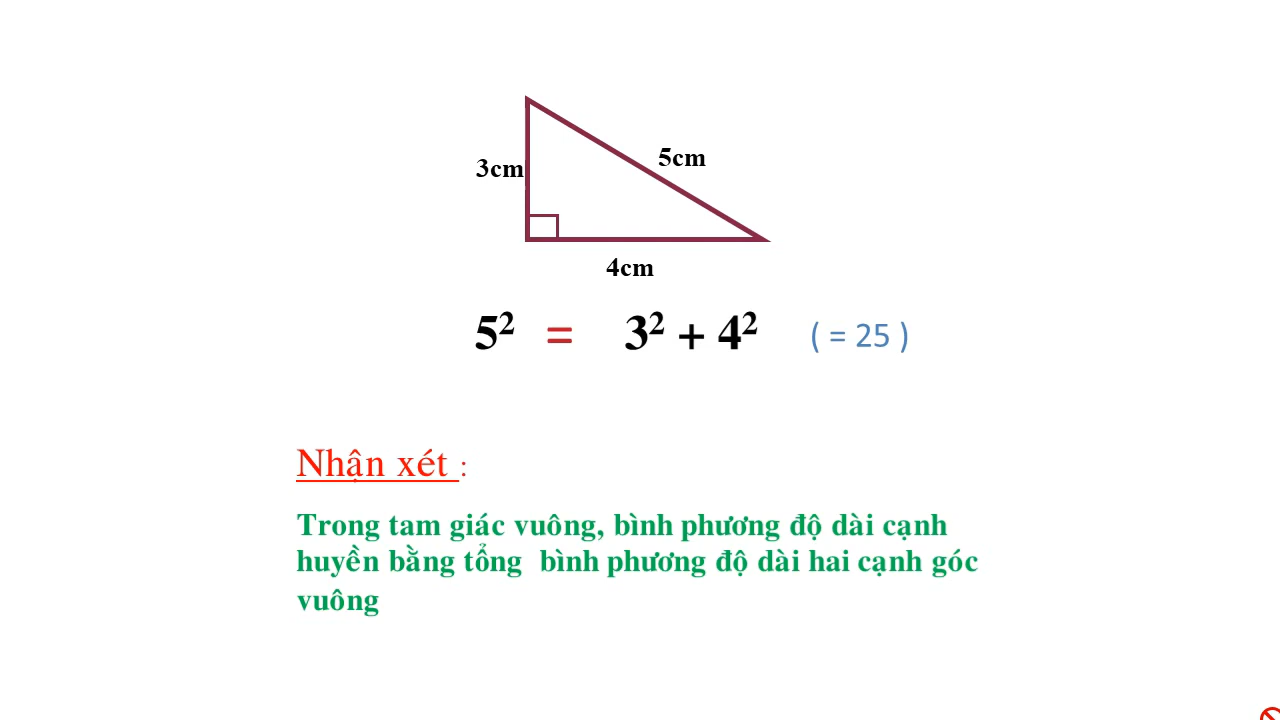 3cm
5cm
4cm
5² = 3² + 4² ( = 25 )
Nhận xét :
Trong tam giác vuông, bình phương độ dài cạnh
huyền bằng tổng bình phương độ dài hai cạnh góc
vuông